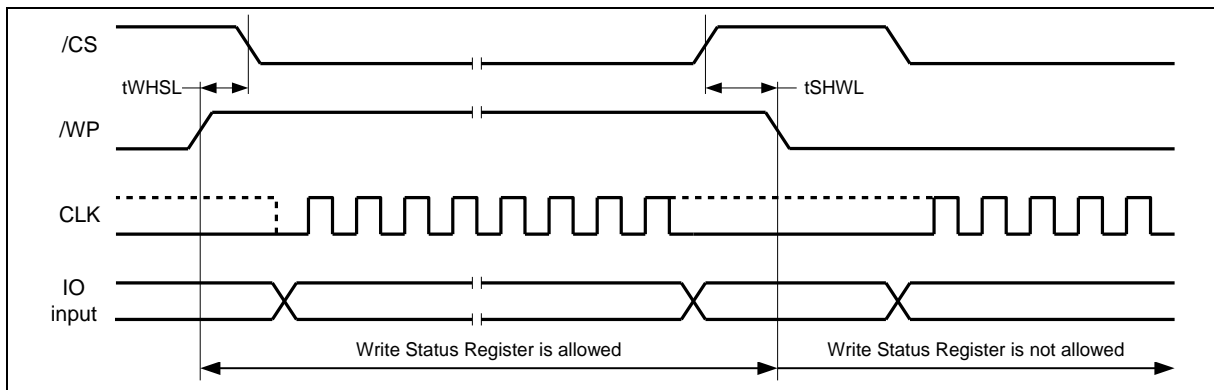 /CS
tWHSL
tSHWL
/WP
CLK
IO
input
Write Status Register is allowed
Write Status Register is not allowed